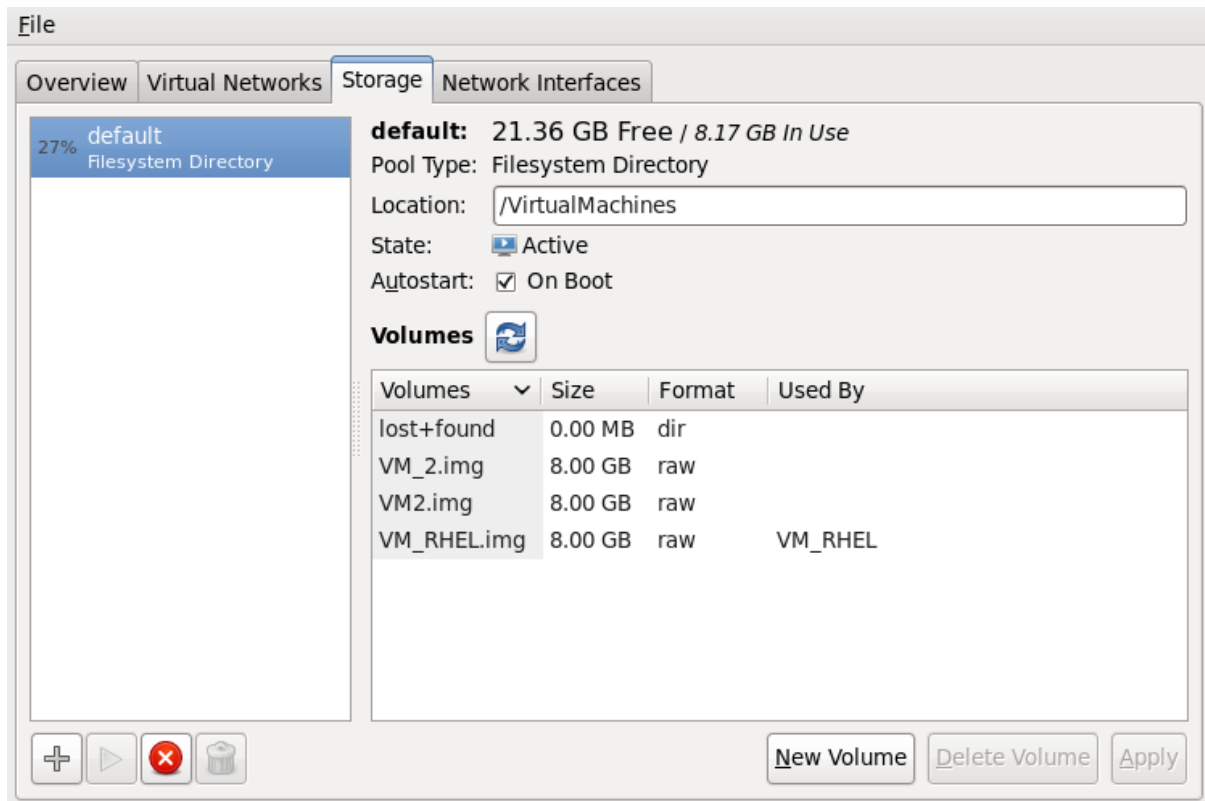 File
Overview Virtual Networks Storage Network Interfaces
27% default
Filesystem Directory
default: 21.36 GB Free / 8.17 GB In Use
Pool Type: Filesystem Directory
Location: /VirtualMachines
State: Active
Autostart: On Boot
Volumes
Volumes Size Format Used By
lost+found 0.00 MB dir
VM_2.img 8.00 GB raw
VM2.img 8.00 GB raw
VM_RHEL.img 8.00 GB raw VM_RHEL
New Volume Delete Volume Apply